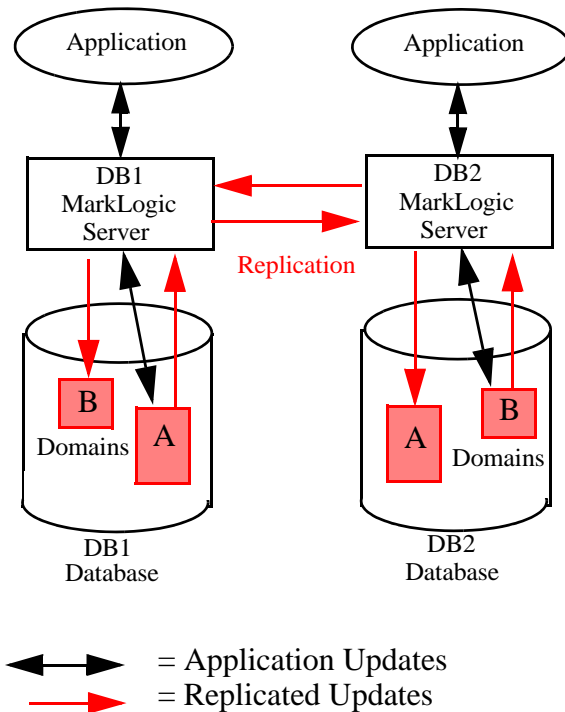 Application
Application
DB1
MarkLogic
Server
DB2
MarkLogic
Server
Replication
B
A
Domains
A
B
Domains
DB1
Database
DB2
Database
= Application Updates
= Replicated Updates